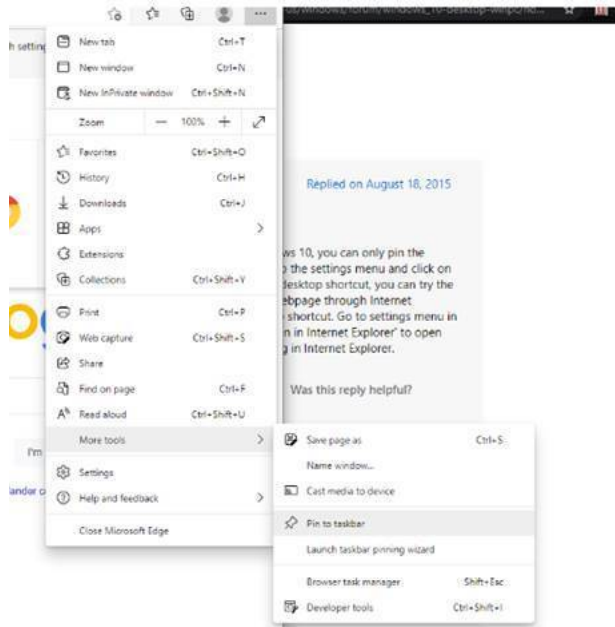 h setting
New tab Ctrl+T
New window Ctrl+N
New InPrivate window Ctrl+Shift+N
Zoom — 100% +
Favorites Ctrl+Shift+O
History Ctrl+H
Downloads Ctrl+J
Apps
Extensions
Collections Ctrl+Shift+Y
Print Ctrl+P
Web capture Ctrl+Shift+S
Share
Find on page Ctrl+F
Read aloud Ctrl+Shift+U
More tools
Settings
Help and feedback
Close Microsoft Edge
I'm
Replied on August 18, 2015
ws 10, you can only pin the
the settings menu and click on
desktop shortcut, you can try the
ebpage through Internet
shortcut. Go to settings menu in
n in Internet Explorer' to open
g in Internet Explorer.
Was this reply helpful?
Save page as Ctrl+S
Name window...
Cast media to device
Pin to taskbar
Launch taskbar pinning wizard
Browser task manager Shift+Esc
Developer tools Ctrl+Shift+I